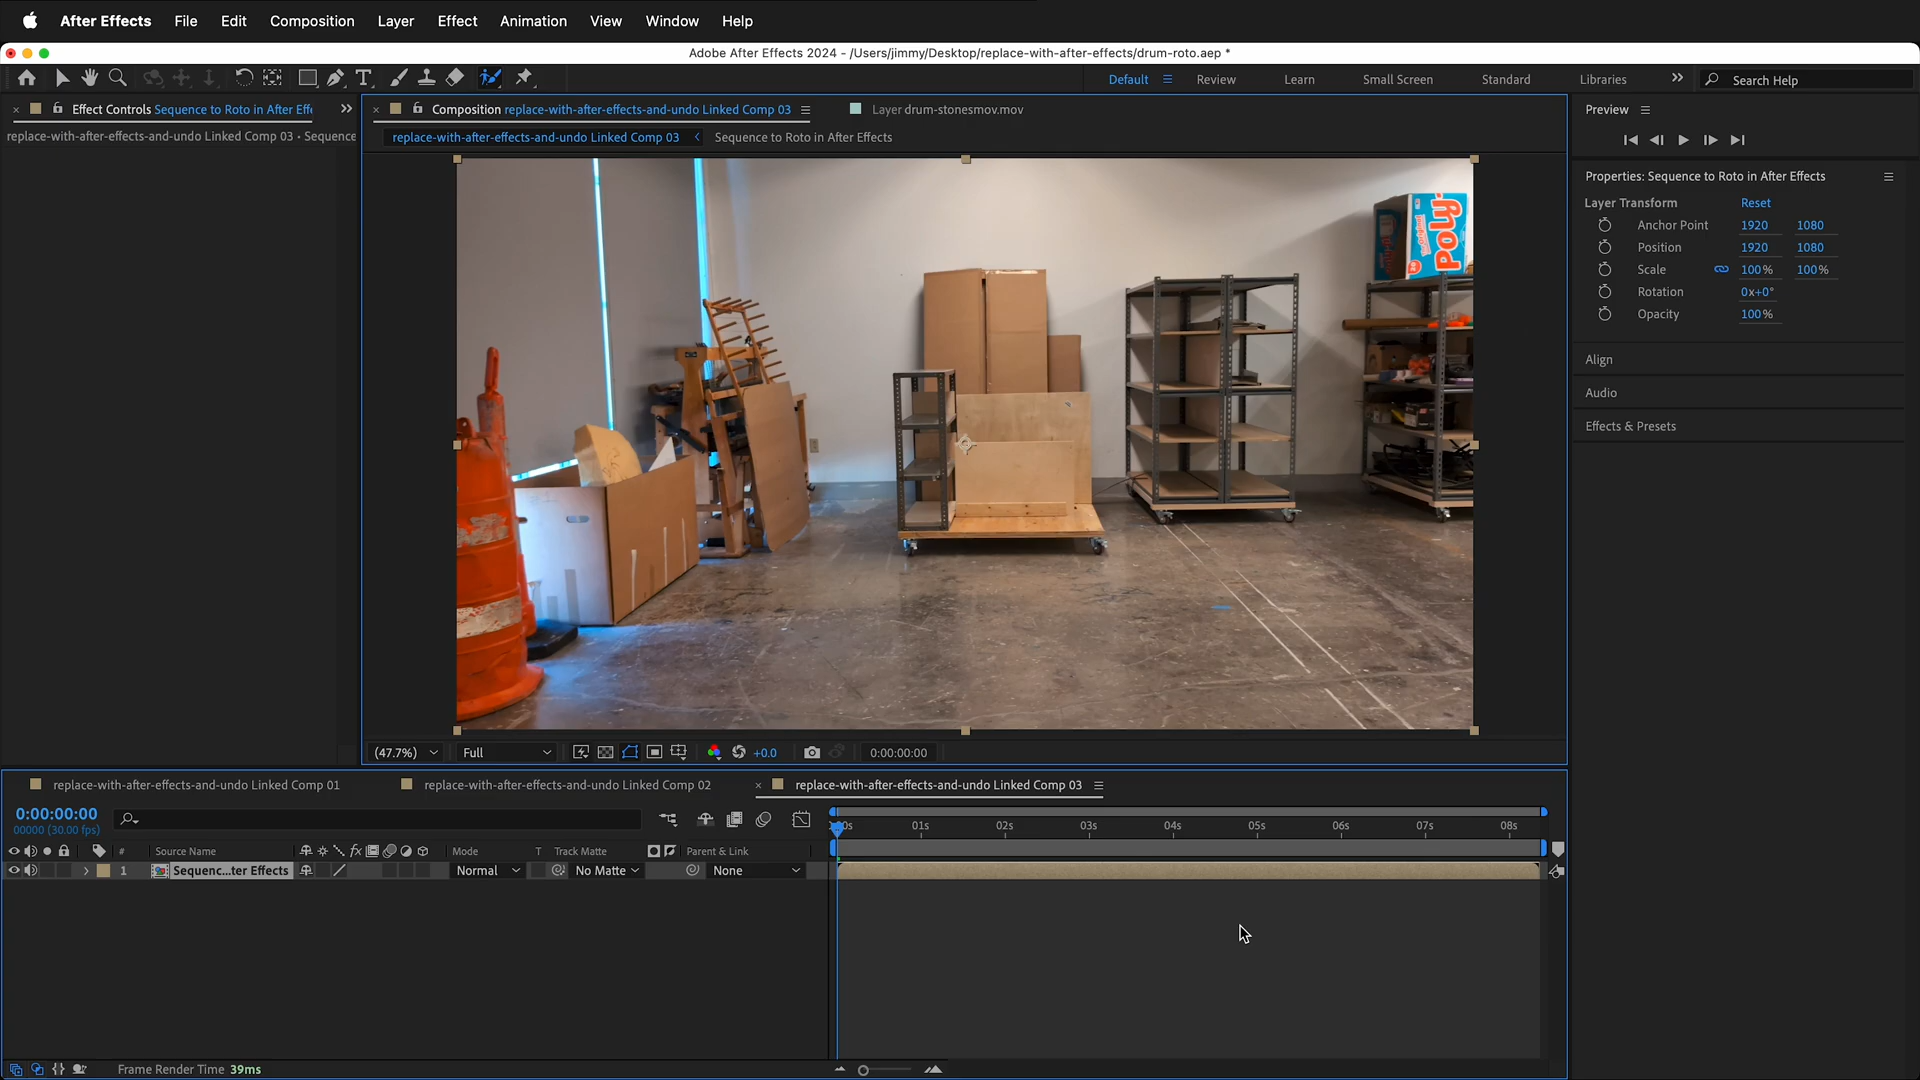 After Effects File Edit Composition Layer Effect Animation View Window Help
Adobe After Effects 2024 - /Users/jimmy/Desktop/replace-with-after-effects/drum-roto.aep *
Default Review Learn Small Screen Standard Libraries Search Help
Effect Controls Sequence to Roto in After Effe
replace-with-after-effects-and-undo Linked Comp 03 • Sequence
Composition replace-with-after-effects-and-undo Linked Comp 03
Layer drum-stonesmov.mov
replace-with-after-effects-and-undo Linked Comp 03
Sequence to Roto in After Effects
poly
Preview
Properties: Sequence to Roto in After Effects
Layer Transform Reset
Anchor Point 1920 1080
Position 1920 1080
Scale 100% 100%
Rotation 0x+0°
Opacity 100%
Align
Audio
Effects & Presets
(47.7%) Full +0.0 0:00:00:00
replace-with-after-effects-and-undo Linked Comp 01
replace-with-after-effects-and-undo Linked Comp 02
replace-with-after-effects-and-undo Linked Comp 03
0:00:00:00
00000 (30.00 fps)
01s 02s 03s 04s 05s 06s 07s 08s
# Source Name fx Mode T Track Matte Parent & Link
1 Sequenc...ter Effects Normal No Matte None
Frame Render Time 39ms